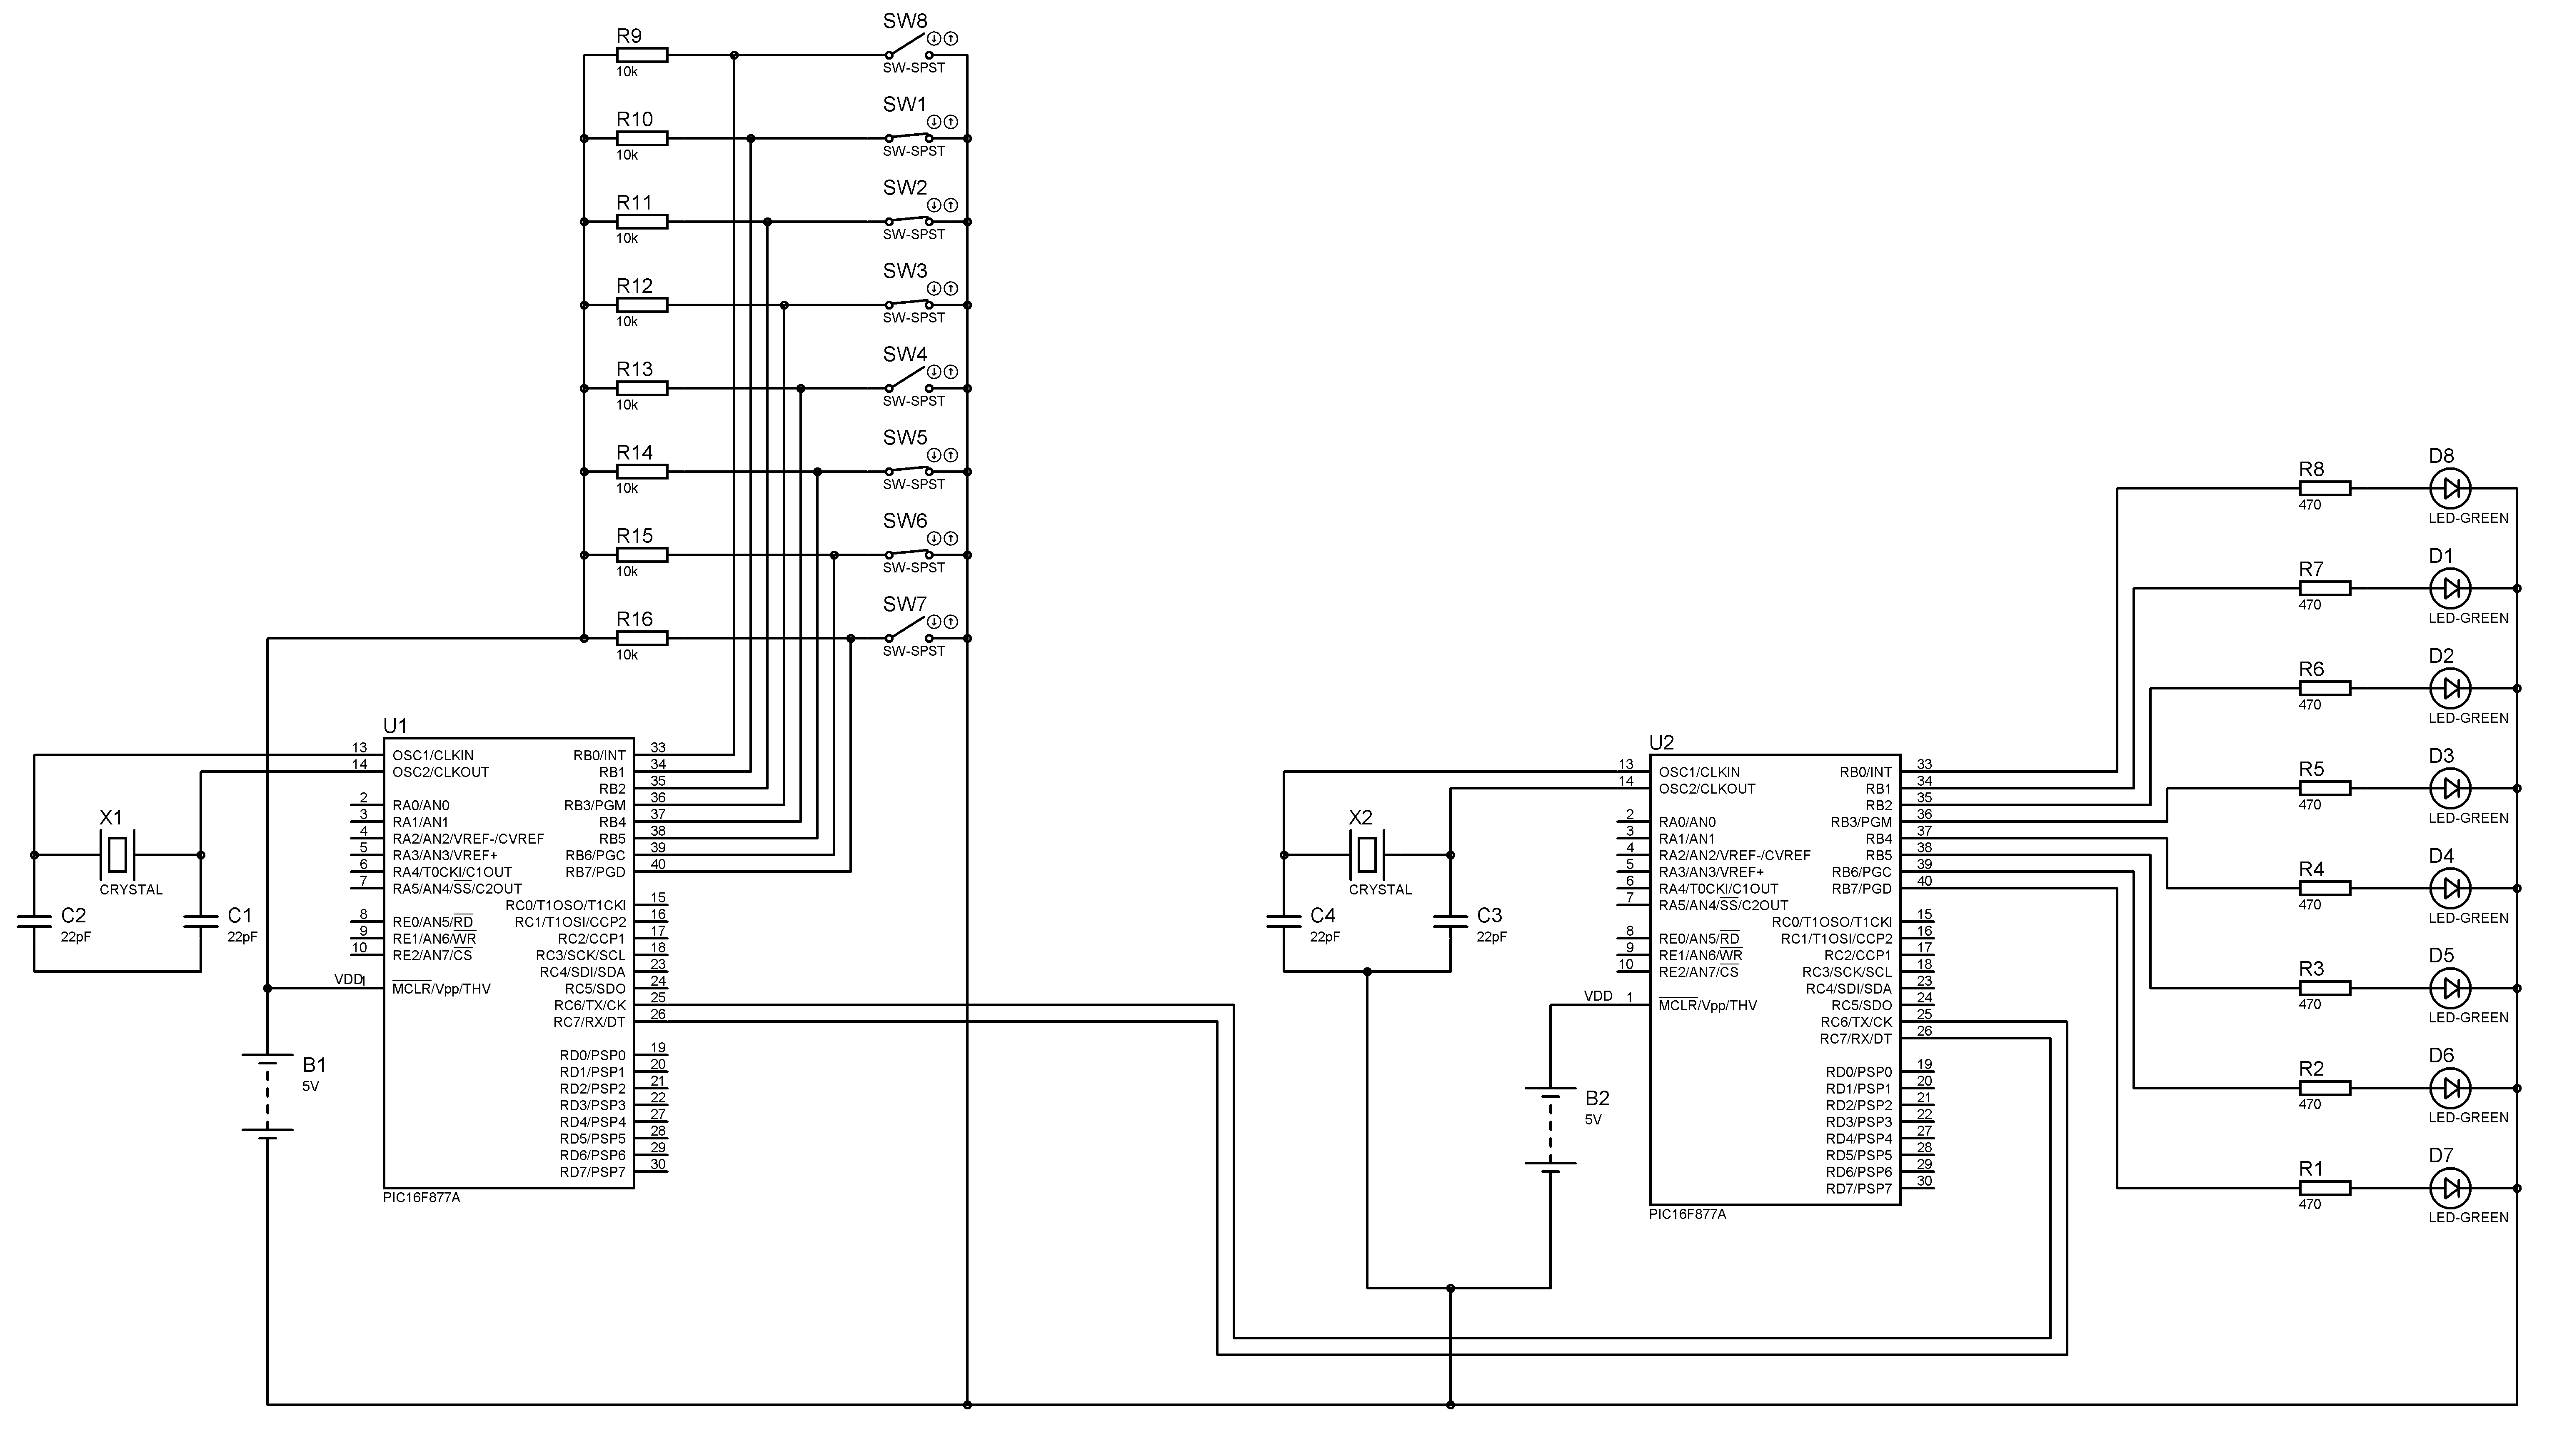 SW8
R9
10k
SW-SPST
SW1
R10
10k
SW-SPST
SW2
R11
10k
SW-SPST
SW3
R12
10k
SW-SPST
SW4
R13
10k
SW-SPST
SW5
R14
10k
SW-SPST
SW6
R15
10k
SW-SPST
SW7
R16
10k
SW-SPST
U1
13 OSC1/CLKIN
14 OSC2/CLKOUT
2 RA0/AN0
3 RA1/AN1
4 RA2/AN2/VREF-/CVREF
5 RA3/AN3/VREF+
6 RA4/T0CKI/C1OUT
7 RA5/AN4/SS/C2OUT
8 RE0/AN5/RD
9 RE1/AN6/WR
10 RE2/AN7/CS
VDD 1 MCLR/Vpp/THV
RB0/INT 33
RB1 34
RB2 35
RB3/PGM 36
RB4 37
RB5 38
RB6/PGC 39
RB7/PGD 40
RC0/T1OSO/T1CKI 15
RC1/T1OSI/CCP2 16
RC2/CCP1 17
RC3/SCK/SCL 18
RC4/SDI/SDA 23
RC5/SDO 24
RC6/TX/CK 25
RC7/RX/DT 26
RD0/PSP0 19
RD1/PSP1 20
RD2/PSP2 21
RD3/PSP3 22
RD4/PSP4 27
RD5/PSP5 28
RD6/PSP6 29
RD7/PSP7 30
PIC16F877A
X1
CRYSTAL
C2
22pF
C1
22pF
B1
5V
U2
13 OSC1/CLKIN
14 OSC2/CLKOUT
2 RA0/AN0
3 RA1/AN1
4 RA2/AN2/VREF-/CVREF
5 RA3/AN3/VREF+
6 RA4/T0CKI/C1OUT
7 RA5/AN4/SS/C2OUT
8 RE0/AN5/RD
9 RE1/AN6/WR
10 RE2/AN7/CS
VDD 1 MCLR/Vpp/THV
RB0/INT 33
RB1 34
RB2 35
RB3/PGM 36
RB4 37
RB5 38
RB6/PGC 39
RB7/PGD 40
RC0/T1OSO/T1CKI 15
RC1/T1OSI/CCP2 16
RC2/CCP1 17
RC3/SCK/SCL 18
RC4/SDI/SDA 23
RC5/SDO 24
RC6/TX/CK 25
RC7/RX/DT 26
RD0/PSP0 19
RD1/PSP1 20
RD2/PSP2 21
RD3/PSP3 22
RD4/PSP4 27
RD5/PSP5 28
RD6/PSP6 29
RD7/PSP7 30
PIC16F877A
X2
CRYSTAL
C4
22pF
C3
22pF
B2
5V
R8
470
D8
LED-GREEN
R7
470
D1
LED-GREEN
R6
470
D2
LED-GREEN
R5
470
D3
LED-GREEN
R4
470
D4
LED-GREEN
R3
470
D5
LED-GREEN
R2
470
D6
LED-GREEN
R1
470
D7
LED-GREEN